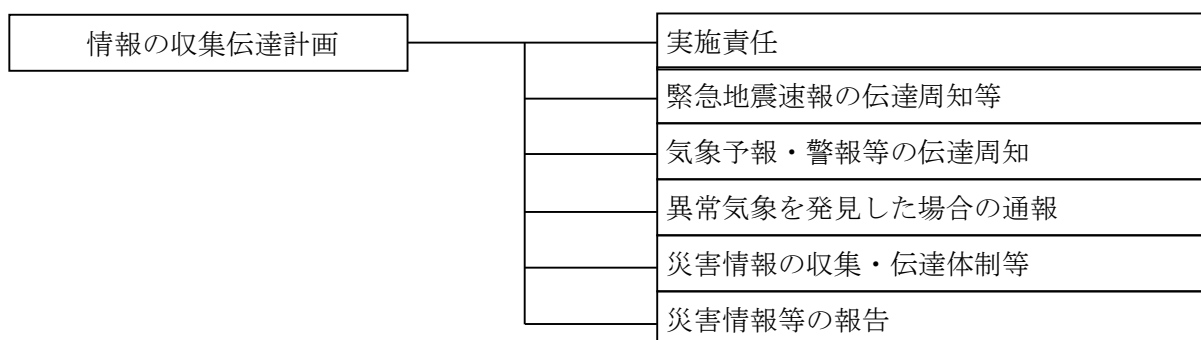 情報の収集伝達計画
実施責任
緊急地震速報の伝達周知等
気象予報・警報等の伝達周知
異常気象を発見した場合の通報
災害情報の収集・伝達体制等
災害情報等の報告